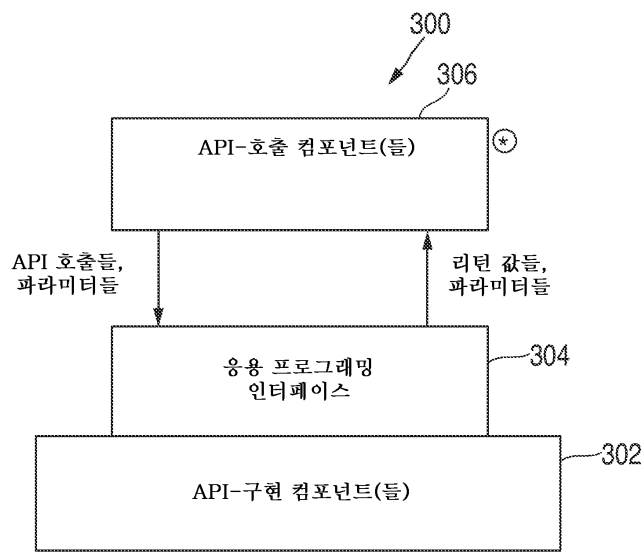 300
306
API-호출 컴포넌트(들)
*
API 호출들,
파라미터들
리턴 값들,
파라미터들
응용 프로그래밍
인터페이스
304
API-구현 컴포넌트(들)
302